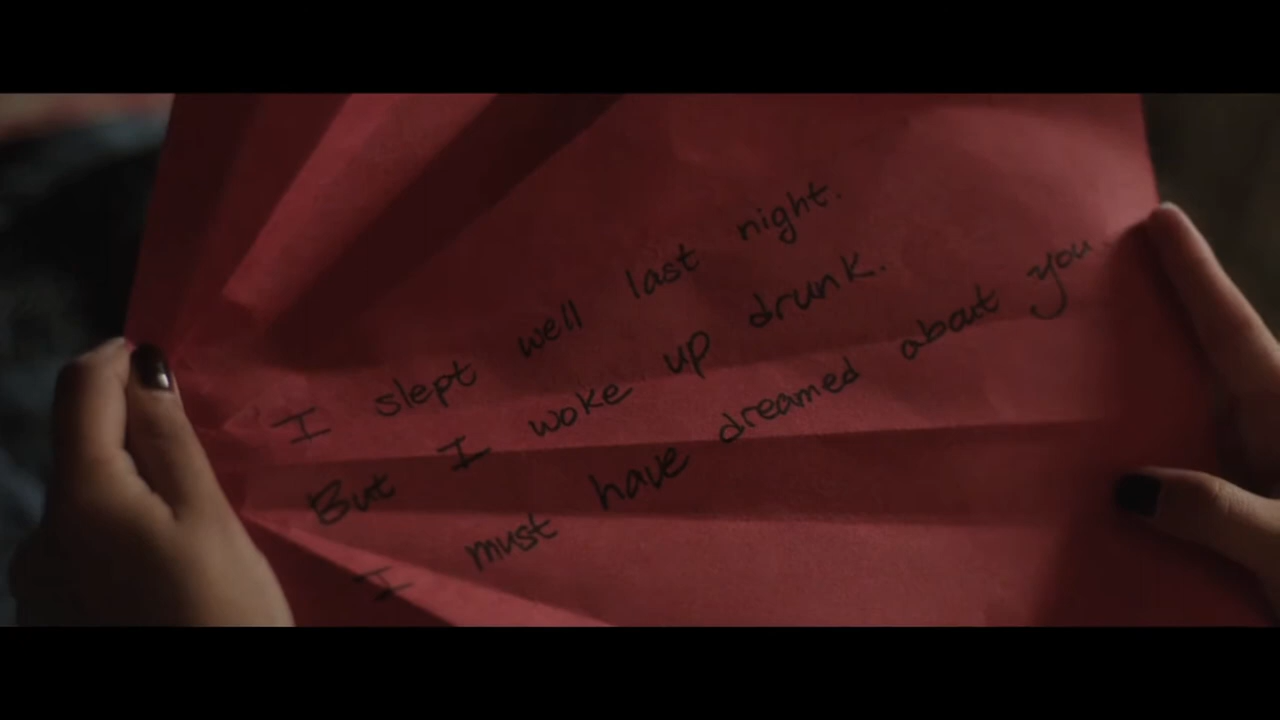 I slept well last night.
But I woke up drunk.
I must have dreamed about you.